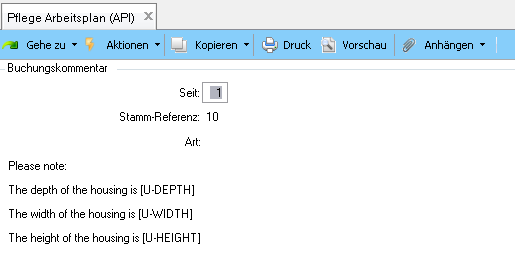 Pflege Arbeitsplan (API)
Gehe zu Aktionen Kopieren Druck Vorschau Anhängen
Buchungskommentar
Seit: 1
Stamm-Referenz: 10
Art:
Please note:
The depth of the housing is [U-DEPTH]
The width of the housing is [U-WIDTH]
The height of the housing is [U-HEIGHT]